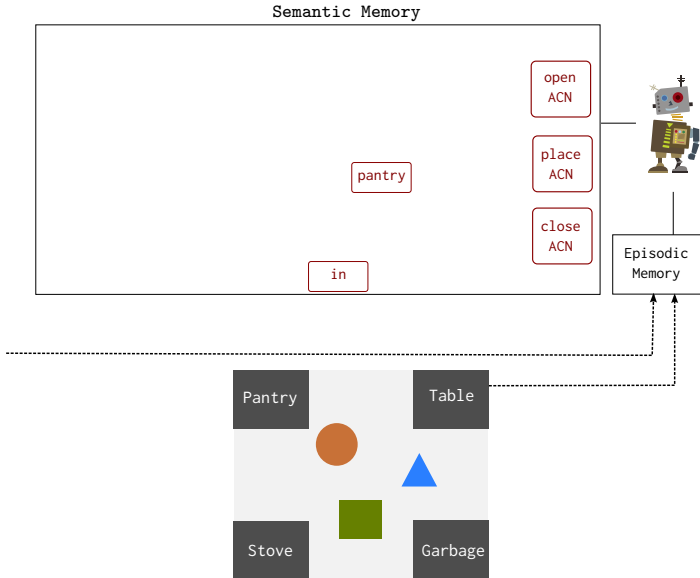 Semantic Memory
open
ACN
place
ACN
pantry
close
ACN
in
Episodic
Memory
Pantry
Table
Stove
Garbage